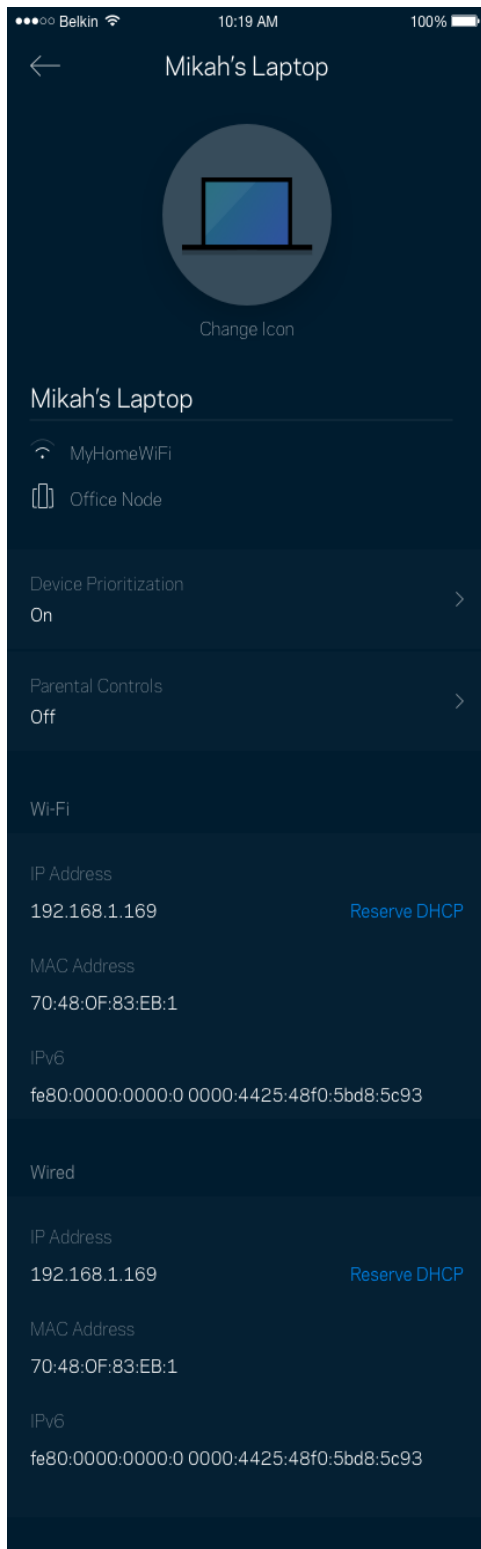 Belkin 10:19 AM 100%
Mikah's Laptop
Change Icon
Mikah's Laptop
MyHomeWiFi
Office Node
Device Prioritization
On
Parental Controls
Off
Wi-Fi
IP Address
192.168.1.169 Reserve DHCP
MAC Address
70:48:0F:83:EB:1
IPv6
fe80:0000:0000:0 0000:4425:48f0:5bd8:5c93
Wired
IP Address
192.168.1.169 Reserve DHCP
MAC Address
70:48:0F:83:EB:1
IPv6
fe80:0000:0000:0 0000:4425:48f0:5bd8:5c93